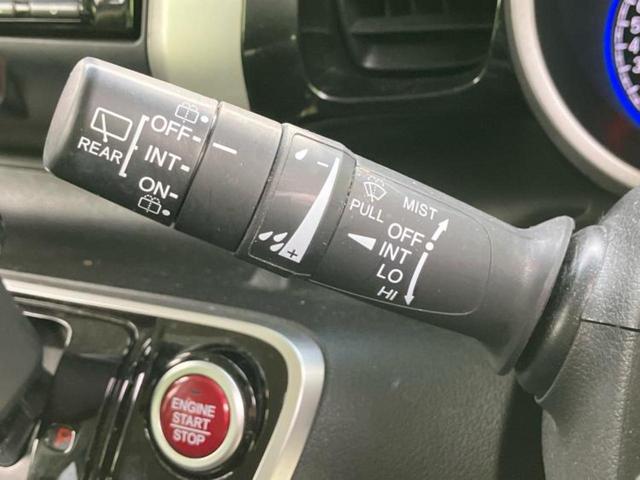 OFF
REAR
INT
ON
-
+
PULL
MIST
OFF
INT
LO
HI
ENGINE
START
STOP
P